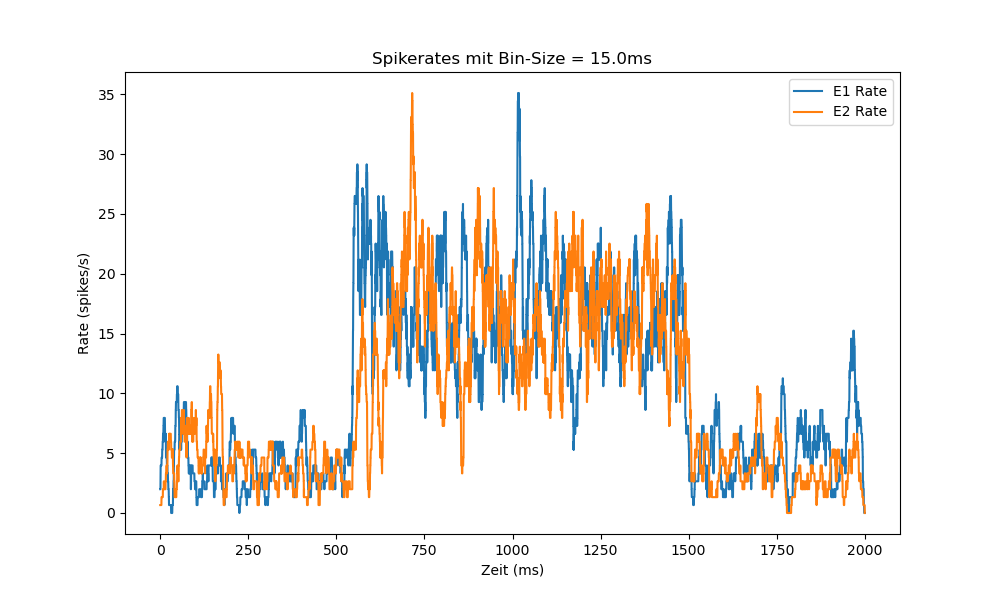 Spikerates mit Bin-Size = 15.0ms
E1 Rate
E2 Rate
35
30
25
20
15
10
5
0
Rate (spikes/s)
0 250 500 750 1000 1250 1500 1750 2000
Zeit (ms)